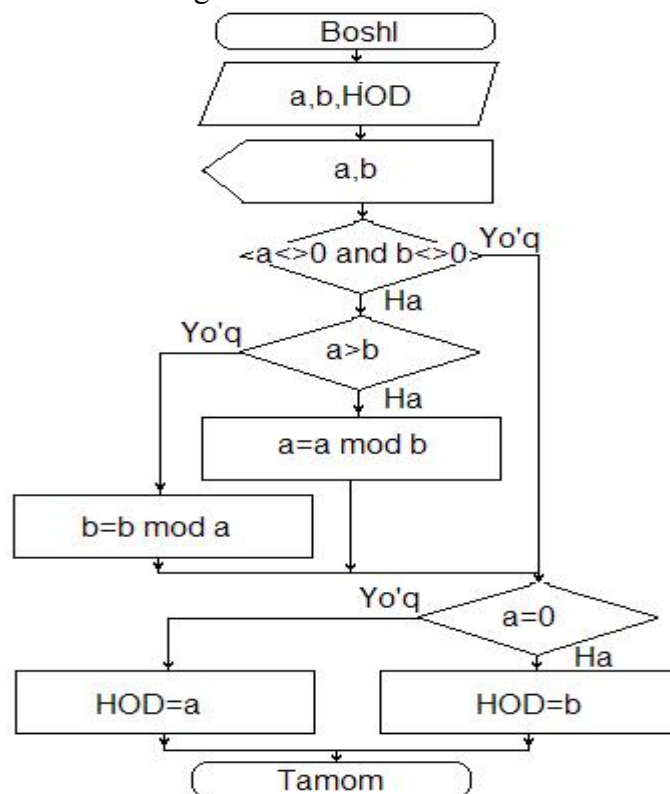 Boshl
a,b,HOD
a,b
a<>0 and b<>0
Yo'q
Ha
Yo'q
a>b
Ha
a=a mod b
b=b mod a
Yo'q
a=0
Ha
HOD=a
HOD=b
Tamom